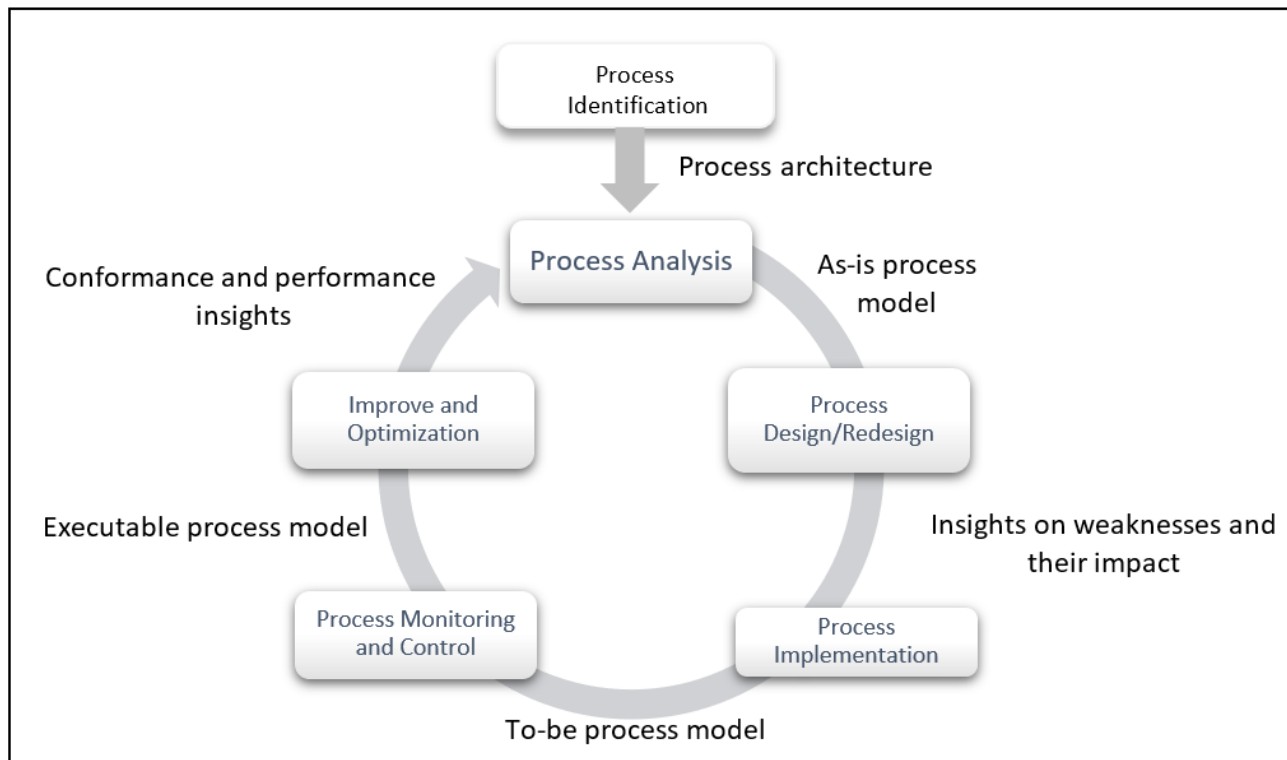 Process
Identification
Process architecture
Process Analysis
As-is process
model
Conformance and performance
insights
Improve and
Optimization
Process
Design/Redesign
Executable process model
Insights on weaknesses and
their impact
Process Monitoring
and Control
Process
Implementation
To-be process model